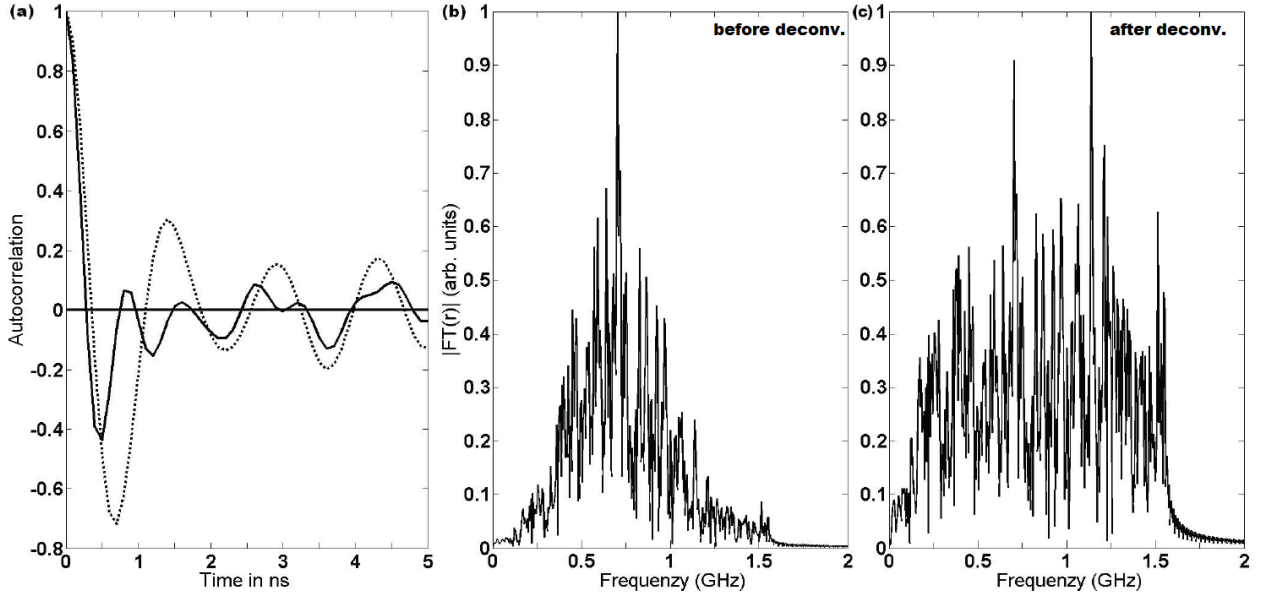 (a)
1
0.8
0.6
0.4
0.2
0
-0.2
-0.4
-0.6
-0.8
Autocorrelation
0 1 2 3 4 5
Time in ns
(b)
before deconv.
1
0.9
0.8
0.7
0.6
0.5
0.4
0.3
0.2
0.1
0
|FT(r)| (arb. units)
0 0.5 1 1.5 2
Frequenzy (GHz)
(c)
after deconv.
1
0.9
0.8
0.7
0.6
0.5
0.4
0.3
0.2
0.1
0
0 0.5 1 1.5 2
Frequenzy (GHz)